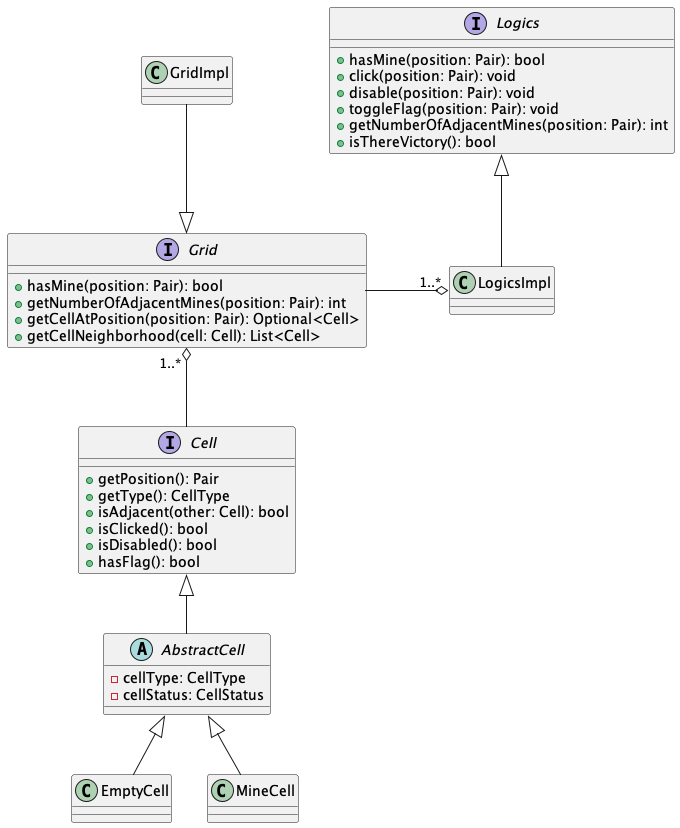 I Logics
hasMine(position: Pair): bool
click(position: Pair): void
disable(position: Pair): void
toggleFlag(position: Pair): void
getNumberOfAdjacentMines(position: Pair): int
isThereVictory(): bool
C GridImpl
I Grid
hasMine(position: Pair): bool
getNumberOfAdjacentMines(position: Pair): int
getCellAtPosition(position: Pair): Optional<Cell>
getCellNeighborhood(cell: Cell): List<Cell>
1..*
C LogicsImpl
1..*
I Cell
getPosition(): Pair
getType(): CellType
isAdjacent(other: Cell): bool
isClicked(): bool
isDisabled(): bool
hasFlag(): bool
A AbstractCell
cellType: CellType
cellStatus: CellStatus
C EmptyCell
C MineCell